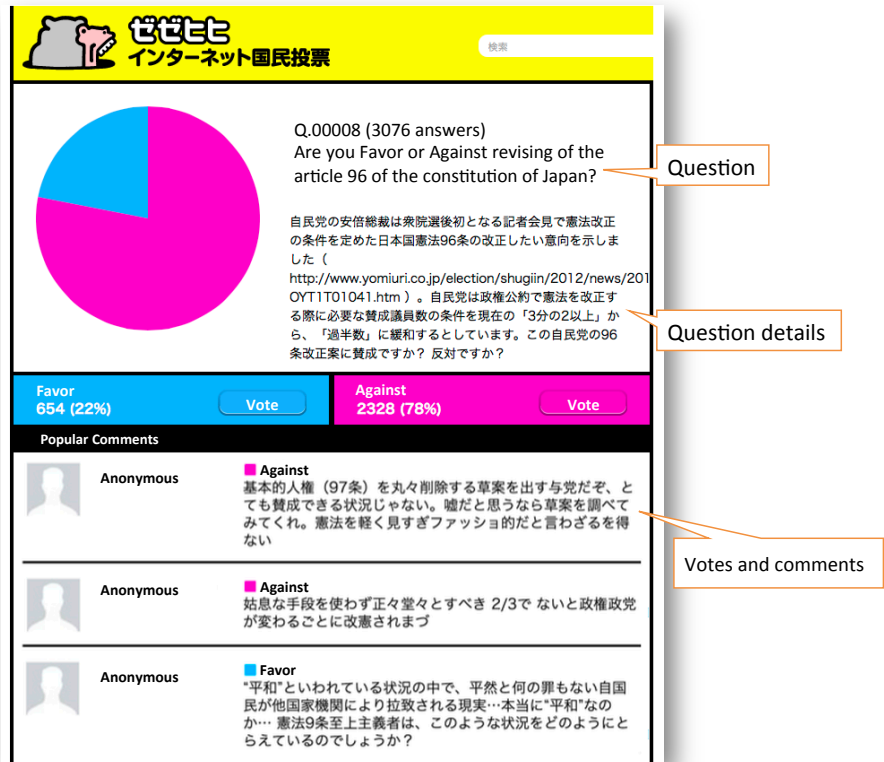 ゼゼヒヒ
インターネット国民投票
検索
Q.00008 (3076 answers)
Are you Favor or Against revising of the
article 96 of the constitution of Japan?
Question
自民党の安倍総裁は衆院選後初となる記者会見で憲法改正
の条件を定めた日本国憲法96条の改正したい意向を示しま
した（
http://www.yomiuri.co.jp/election/shugiin/2012/news/201
OYT1T01041.htm ）。自民党は政権公約で憲法を改正す
る際に必要な賛成議員数の条件を現在の「3分の2以上」か
ら、「過半数」に緩和するとしています。この自民党の96
条改正案に賛成ですか？ 反対ですか？
Question details
Favor
654 (22%)
Vote
Against
2328 (78%)
Vote
Popular Comments
Anonymous
Against
基本的人権（97条）を丸々削除する草案を出す与党だぞ、と
ても賛成できる状況じゃない。嘘だと思うなら草案を調べて
みてくれ。憲法を軽く見すぎファッショ的だと言わざるを得
ない
Votes and comments
Anonymous
Against
姑息な手段を使わず正々堂々とすべき 2/3で ないと政権政党
が変わるごとに改憲されまづ
Anonymous
Favor
“平和”といわれている状況の中で、平然と何の罪もない自国
民が他国家機関により拉致される現実…本当に“平和”なの
か… 憲法9条至上主義者は、このような状況をどのようにと
らえているのでしょうか？